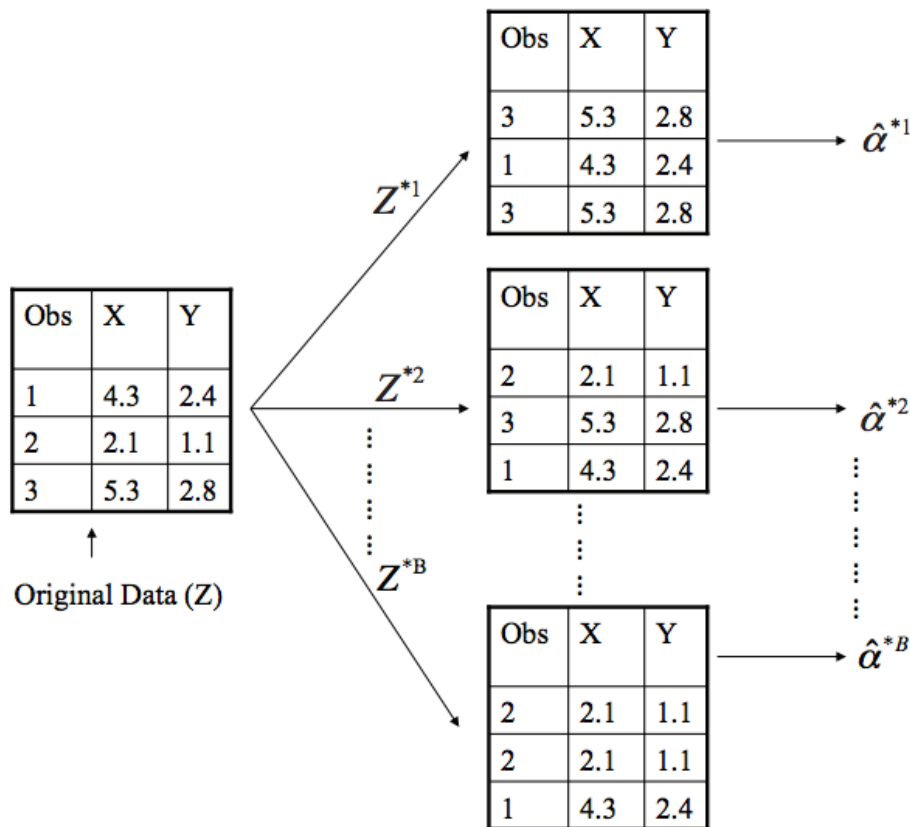 Obs X Y
3 5.3 2.8
1 4.3 2.4
3 5.3 2.8
Z*1
α̂*1
Obs X Y
1 4.3 2.4
2 2.1 1.1
3 5.3 2.8
Original Data (Z)
Z*2
Obs X Y
2 2.1 1.1
3 5.3 2.8
1 4.3 2.4
α̂*2
Z*B
Obs X Y
2 2.1 1.1
2 2.1 1.1
1 4.3 2.4
α̂*B